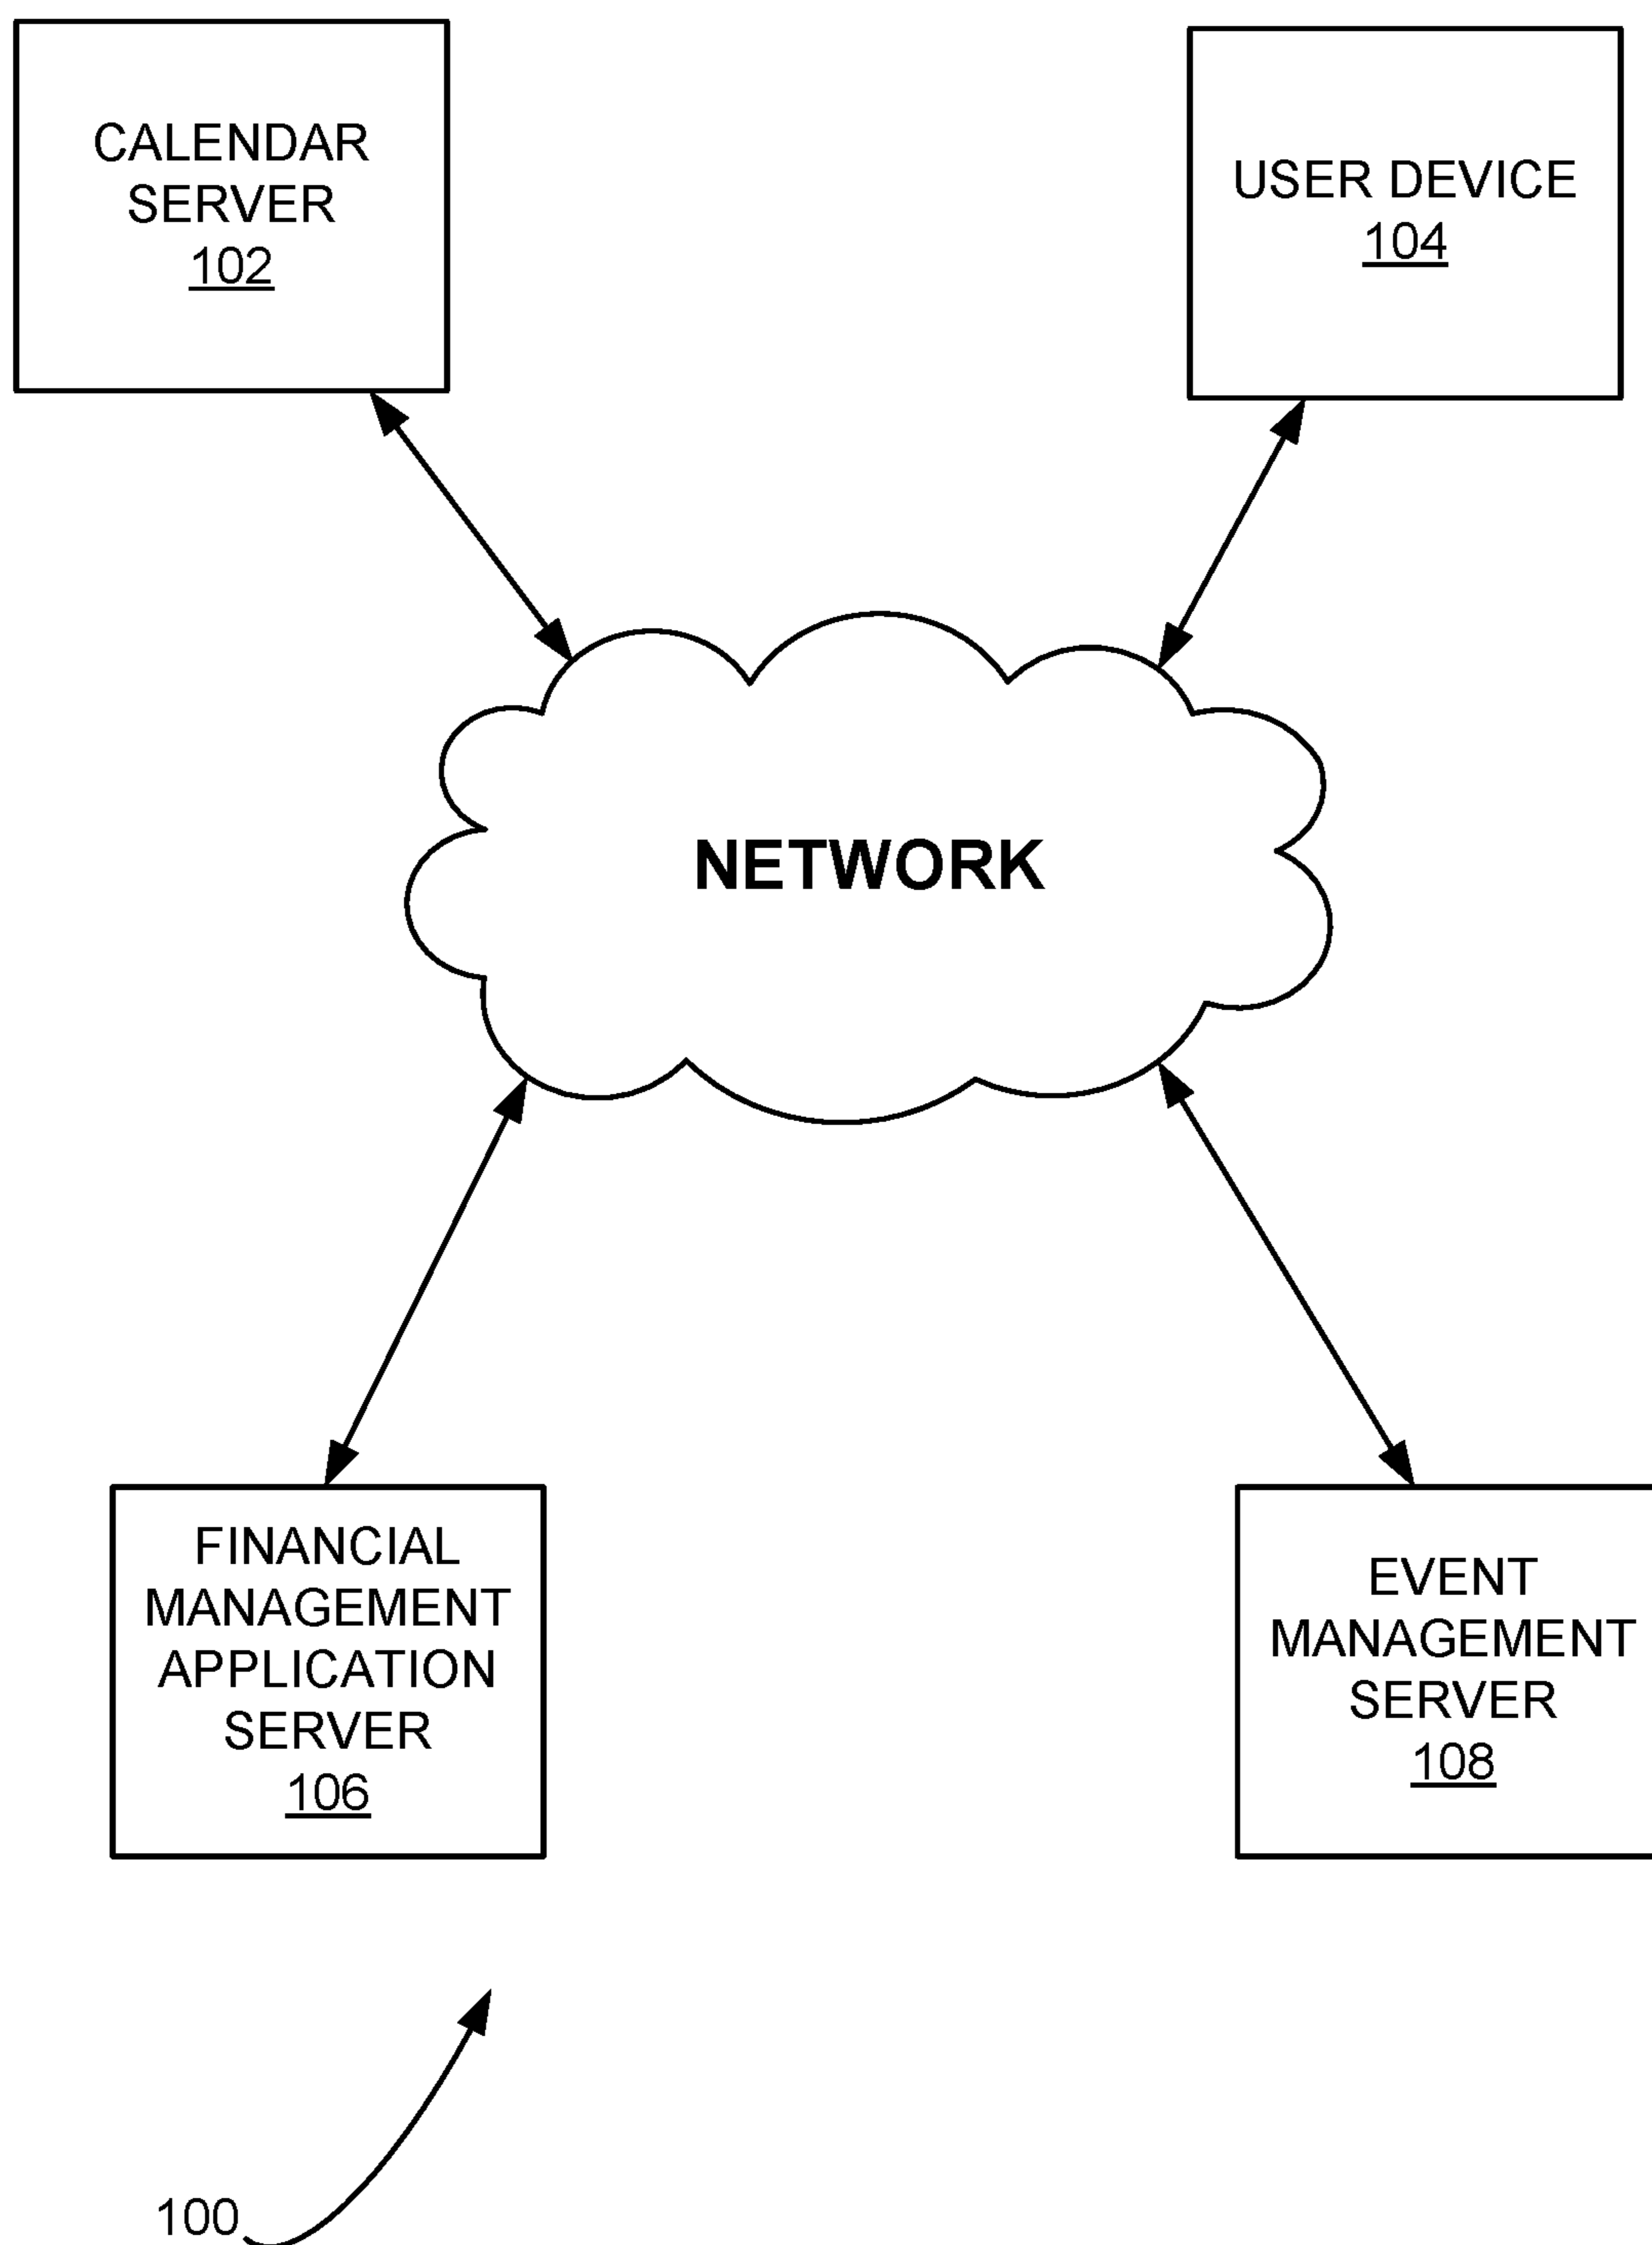 CALENDAR
SERVER
102
USER DEVICE
104
NETWORK
FINANCIAL
MANAGEMENT
APPLICATION
SERVER
106
EVENT
MANAGEMENT
SERVER
108
100